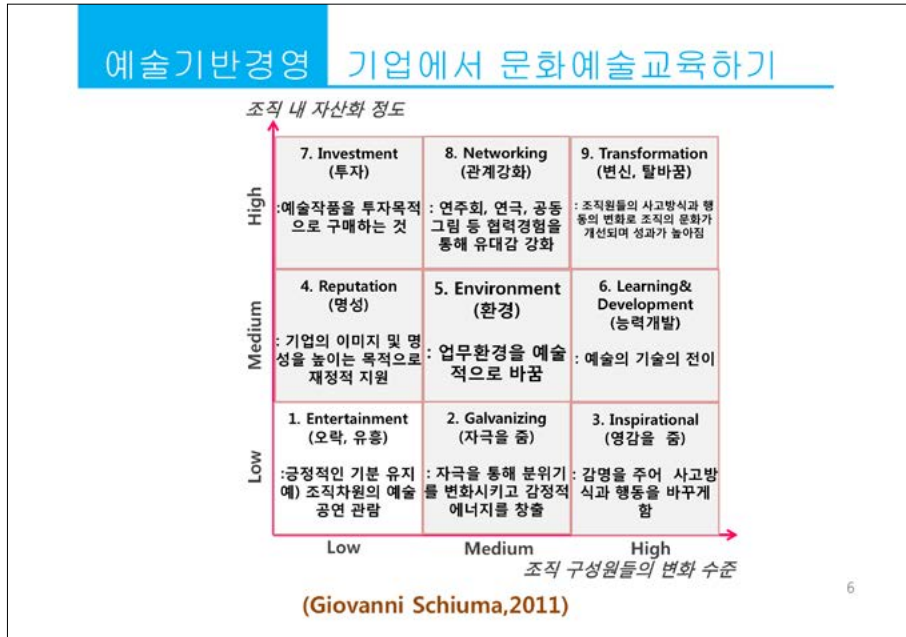 예술기반경영 기업에서 문화예술교육하기
조직 내 자산화 정도
High
7. Investment
(투자)
:예술작품을 투자목적
으로 구매하는 것
8. Networking
(관계강화)
: 연주회, 연극, 공동
그림 등 협력경험을
통해 유대감 강화
9. Transformation
(변신, 탈바꿈)
: 조직원들의 사고방식과 행
동의 변화로 조직의 문화가
개선되며 성과가 높아짐
Medium
4. Reputation
(명성)
: 기업의 이미지 및 명
성을 높이는 목적으로
재정적 지원
5. Environment
(환경)
: 업무환경을 예술
적으로 바꿈
6. Learning&
Development
(능력개발)
: 예술의 기술의 전이
Low
1. Entertainment
(오락, 유흥)
:긍정적인 기분 유지
예) 조직차원의 예술
공연 관람
2. Galvanizing
(자극을 줌)
: 자극을 통해 분위기
를 변화시키고 감정적
에너지를 창출
3. Inspirational
(영감을 줌)
: 감명을 주어 사고방
식과 행동을 바꾸게
함
Low Medium High
조직 구성원들의 변화 수준
(Giovanni Schiuma,2011)
6